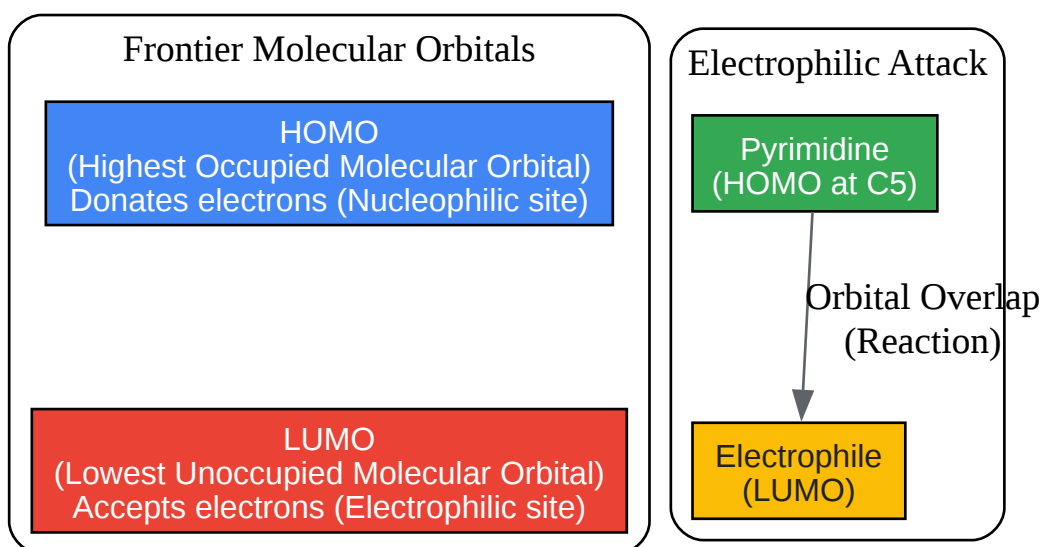 Frontier Molecular Orbitals
HOMO
(Highest Occupied Molecular Orbital)
Donates electrons (Nucleophilic site)
LUMO
(Lowest Unoccupied Molecular Orbital)
Accepts electrons (Electrophilic site)
Electrophilic Attack
Pyrimidine
(HOMO at C5)
Orbital Overlap
(Reaction)
Electrophile
(LUMO)